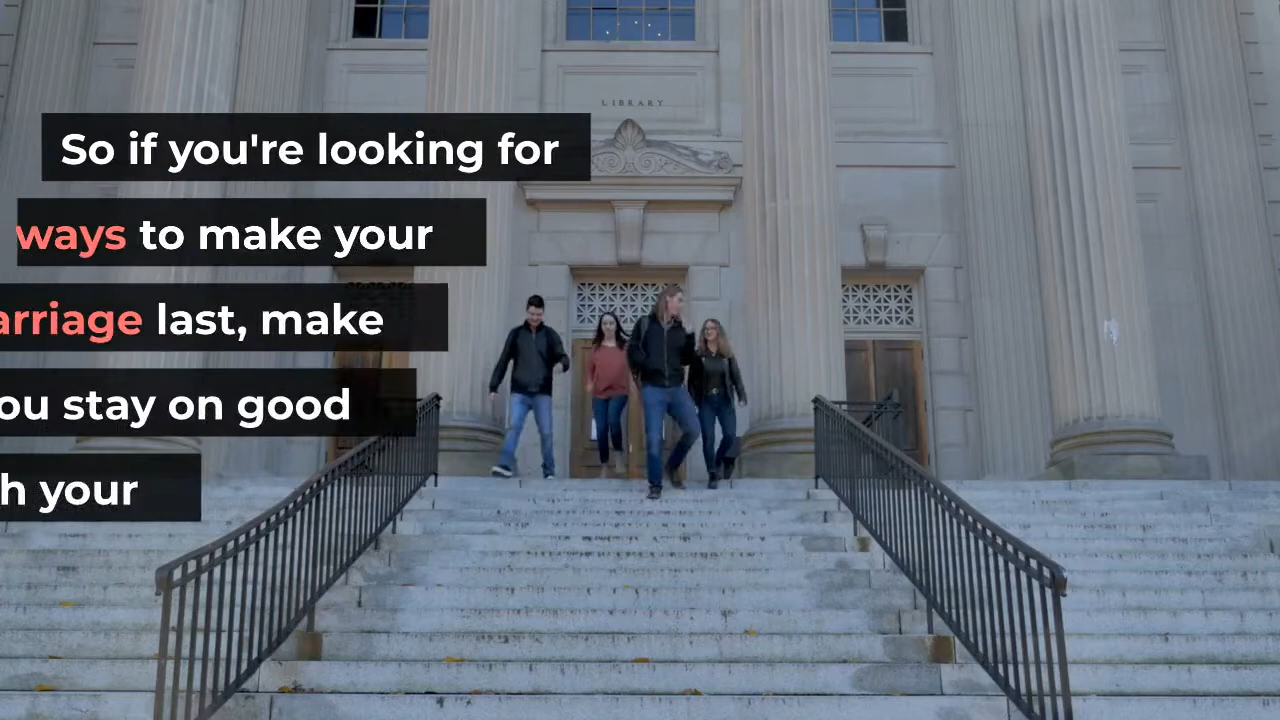 LIBRARY
So if you're looking for
ways to make your
arriage last, make
ou stay on good
h your